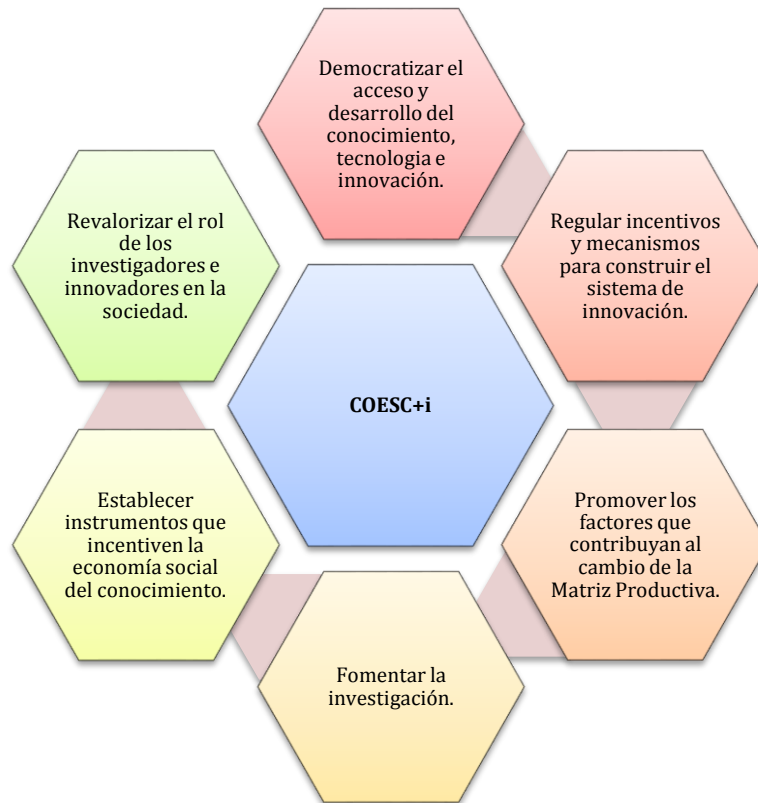 Democratizar el
acceso y
desarrollo del
conocimiento,
tecnologia e
innovación.
Regular incentivos
y mecanismos
para construir el
sistema de
innovación.
Promover los
factores que
contribuyan al
cambio de la
Matriz Productiva.
Fomentar la
investigación.
Establecer
instrumentos que
incentiven la
economía social
del conocimiento.
Revalorizar el rol
de los
investigadores e
innovadores en la
sociedad.
COESC+i